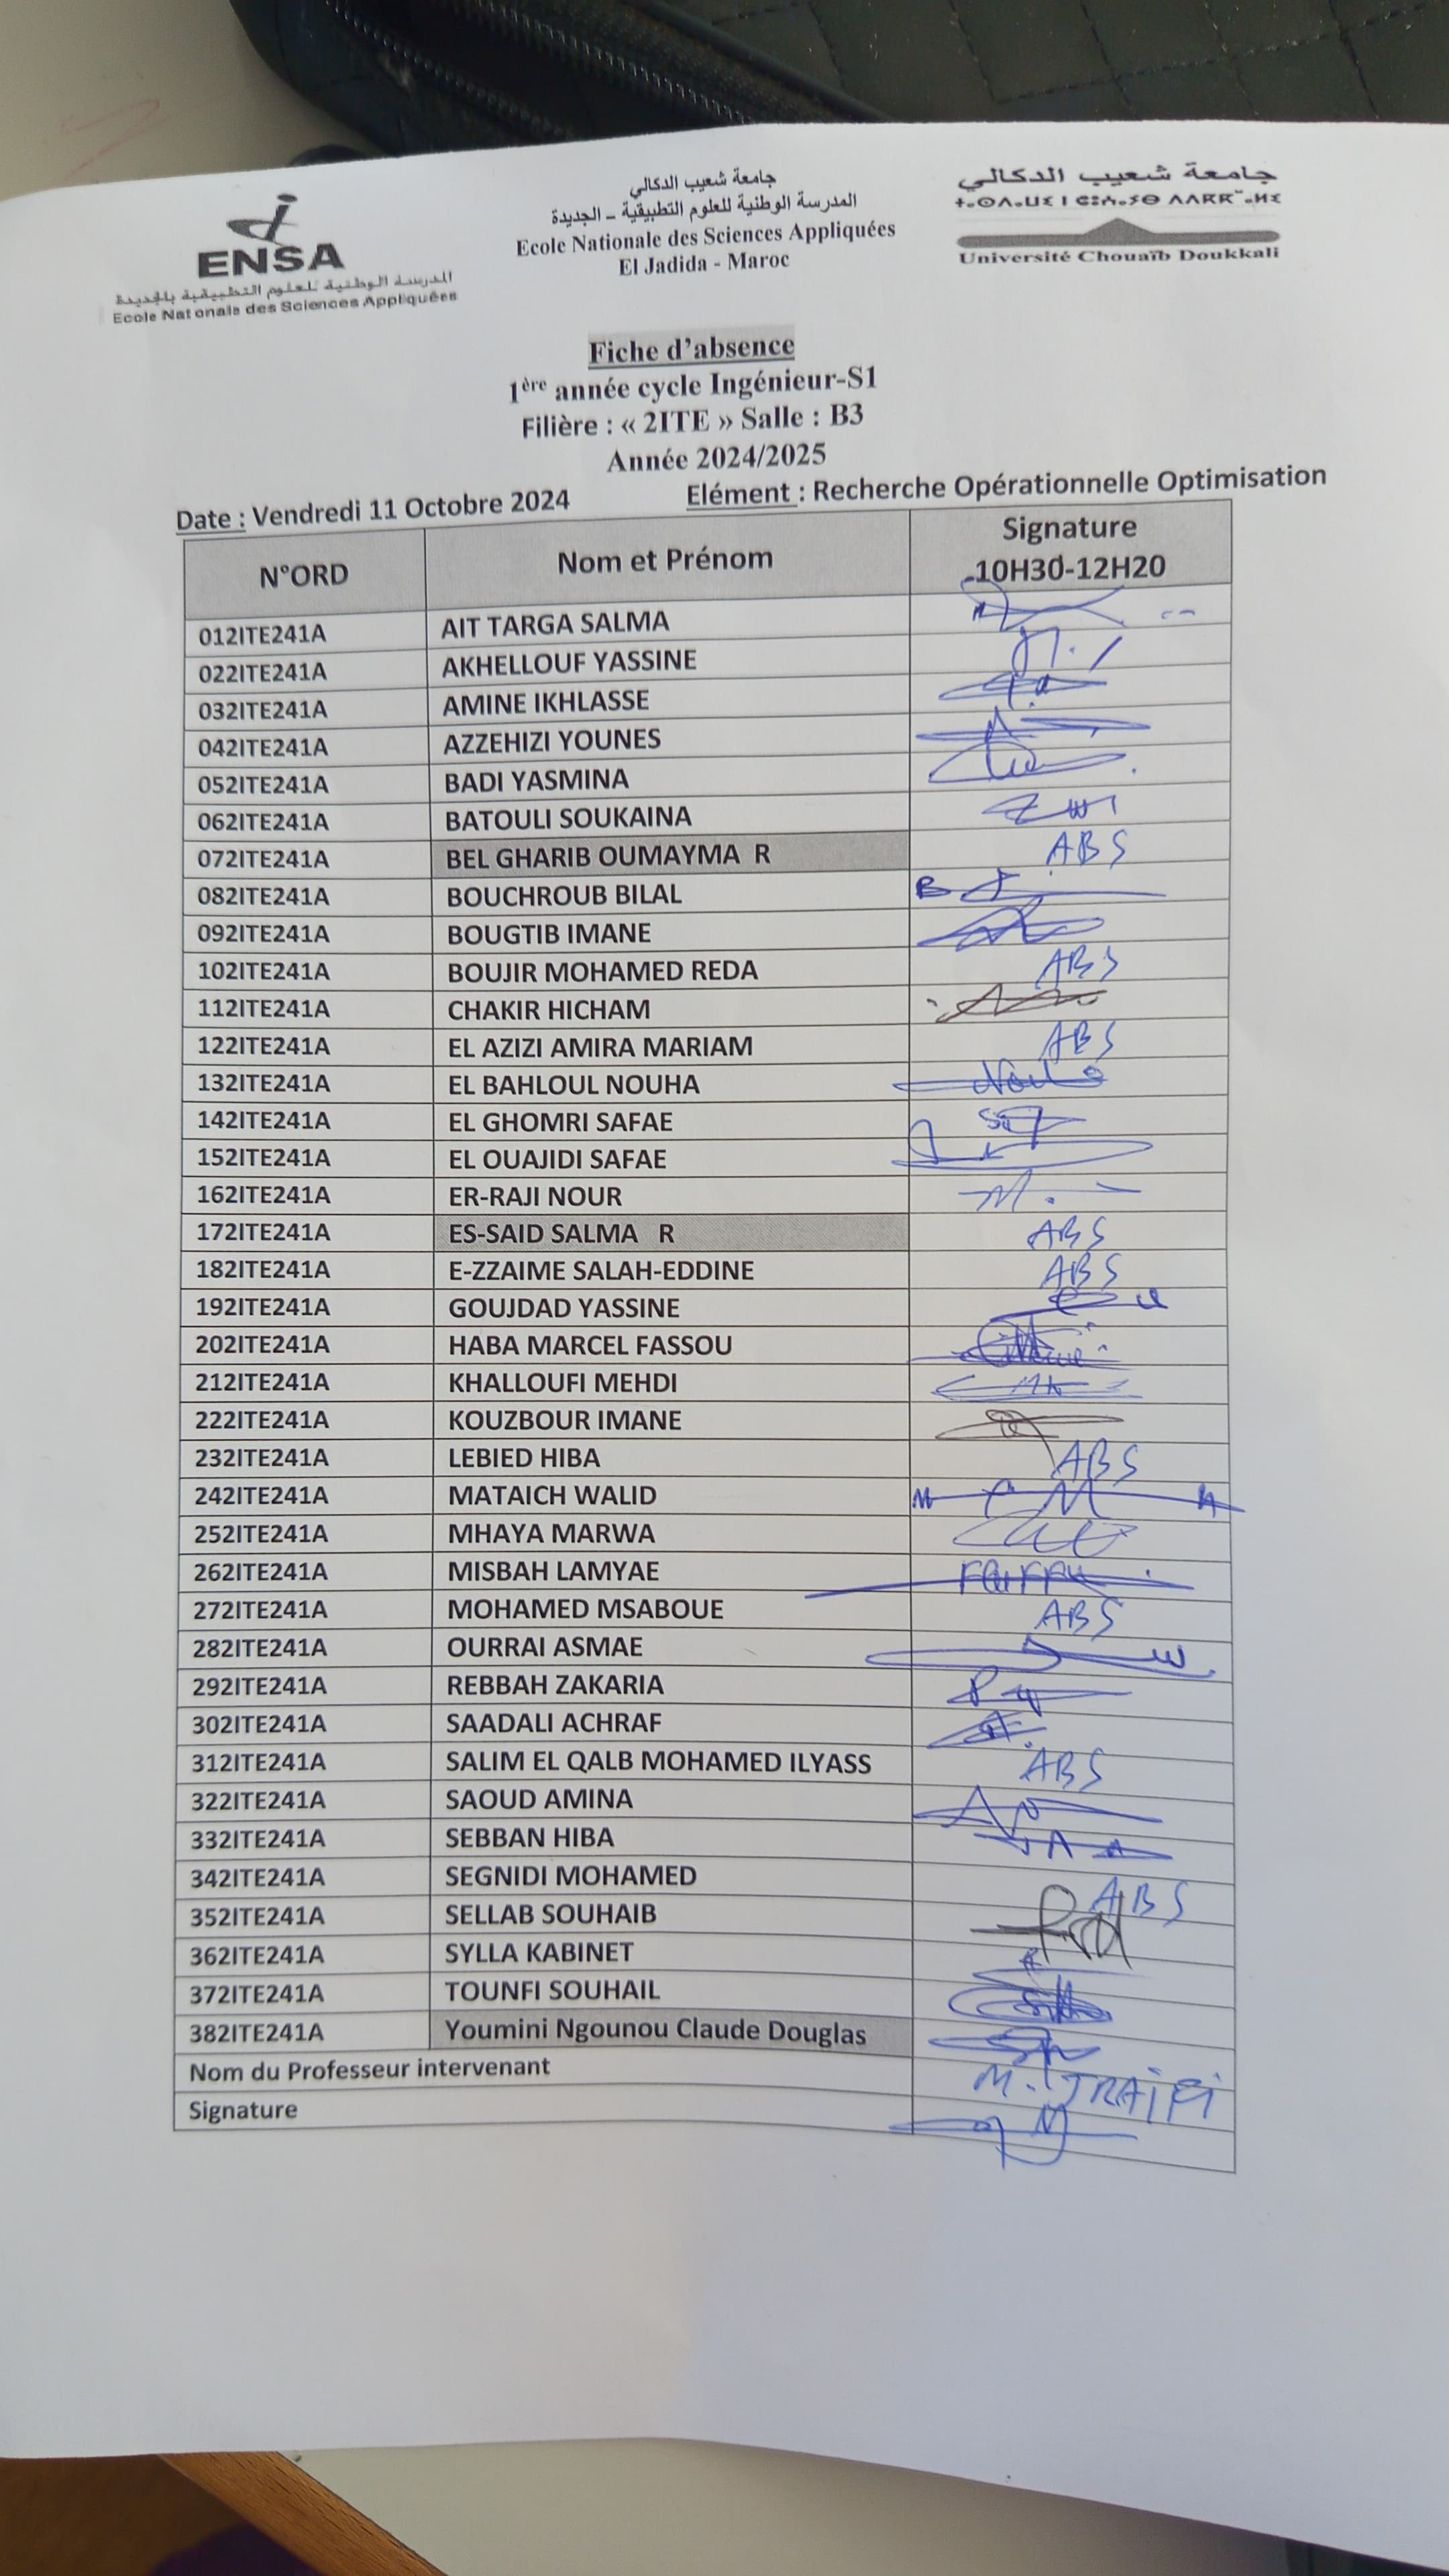 جامعة شعيب الدكالي
المدرسة الوطنية للعلوم التطبيقية – الجديدة
Ecole Nationale des Sciences Appliquées
El Jadida - Maroc
ENSA
المدرسة الوطنية للعلوم التطبيقية بالجديدة
Ecole Nat onale des Sciences Appliquées
جامعة شعيب الدكالي
Université Chouaïb Doukkali
Fiche d'absence
1ère année cycle Ingénieur-S1
Filière : « 2ITE » Salle : B3
Année 2024/2025
Date : Vendredi 11 Octobre 2024 Elément : Recherche Opérationnelle Optimisation
N°ORD Nom et Prénom Signature
10H30-12H20
012ITE241A AIT TARGA SALMA
022ITE241A AKHELLOUF YASSINE
032ITE241A AMINE IKHLASSE
042ITE241A AZZEHIZI YOUNES
052ITE241A BADI YASMINA
062ITE241A BATOULI SOUKAINA
072ITE241A BEL GHARIB OUMAYMA R ABS
082ITE241A BOUCHROUB BILAL
092ITE241A BOUGTIB IMANE
102ITE241A BOUJIR MOHAMED REDA ABS
112ITE241A CHAKIR HICHAM
122ITE241A EL AZIZI AMIRA MARIAM ABS
132ITE241A EL BAHLOUL NOUHA
142ITE241A EL GHOMRI SAFAE
152ITE241A EL OUAJIDI SAFAE
162ITE241A ER-RAJI NOUR
172ITE241A ES-SAID SALMA R ABS
182ITE241A E-ZZAIME SALAH-EDDINE ABS
192ITE241A GOUJDAD YASSINE
202ITE241A HABA MARCEL FASSOU
212ITE241A KHALLOUFI MEHDI
222ITE241A KOUZBOUR IMANE
232ITE241A LEBIED HIBA ABS
242ITE241A MATAICH WALID
252ITE241A MHAYA MARWA
262ITE241A MISBAH LAMYAE
272ITE241A MOHAMED MSABOUE ABS
282ITE241A OURRAI ASMAE
292ITE241A REBBAH ZAKARIA
302ITE241A SAADALI ACHRAF
312ITE241A SALIM EL QALB MOHAMED ILYASS ABS
322ITE241A SAOUD AMINA
332ITE241A SEBBAN HIBA
342ITE241A SEGNIDI MOHAMED ABS
352ITE241A SELLAB SOUHAIB
362ITE241A SYLLA KABINET
372ITE241A TOUNFI SOUHAIL
382ITE241A Youmini Ngounou Claude Douglas
Nom du Professeur intervenant
Signature